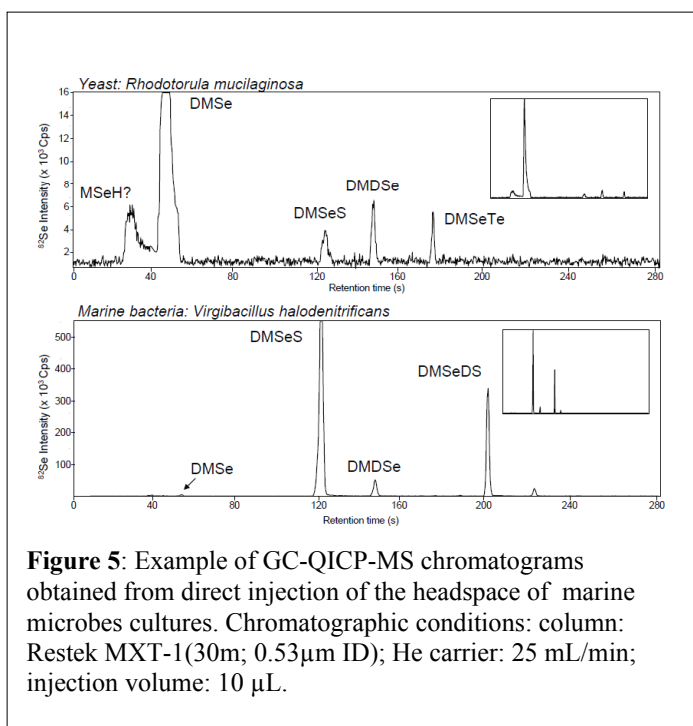 Yeast: Rhodotorula mucilaginosa
16
14
12
10
8
6
4
2
⁸²Se Intensity (x 10³ Cps)
MSeH?
DMSe
DMSeS
DMDSe
DMSeTe
0 40 80 120 160 200 240 280
Retention time (s)
Marine bacteria: Virgibacillus halodenitrificans
500
400
300
200
100
⁸²Se Intensity (x 10³ Cps)
DMSeS
DMSeDS
DMSe
DMDSe
0 40 80 120 160 200 240 280
Retention time (s)
Figure 5: Example of GC-QICP-MS chromatograms
obtained from direct injection of the headspace of marine
microbes cultures. Chromatographic conditions: column:
Restek MXT-1(30m; 0.53µm ID); He carrier: 25 mL/min;
injection volume: 10 µL.